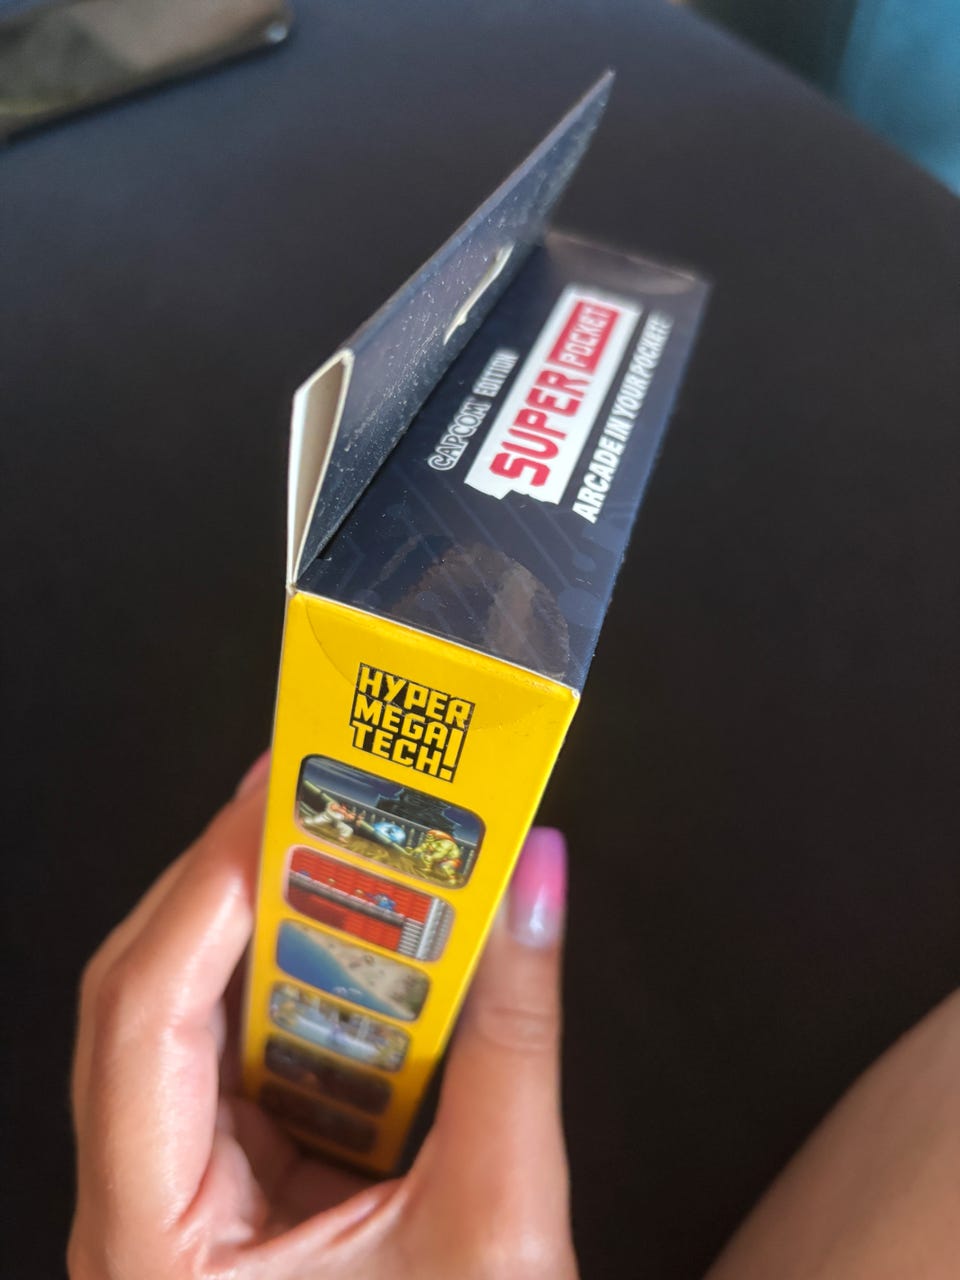 CAPCOM EDITION
SUPER POCKET
ARCADE IN YOUR POCKET!
HYPER
MEGA
TECH!